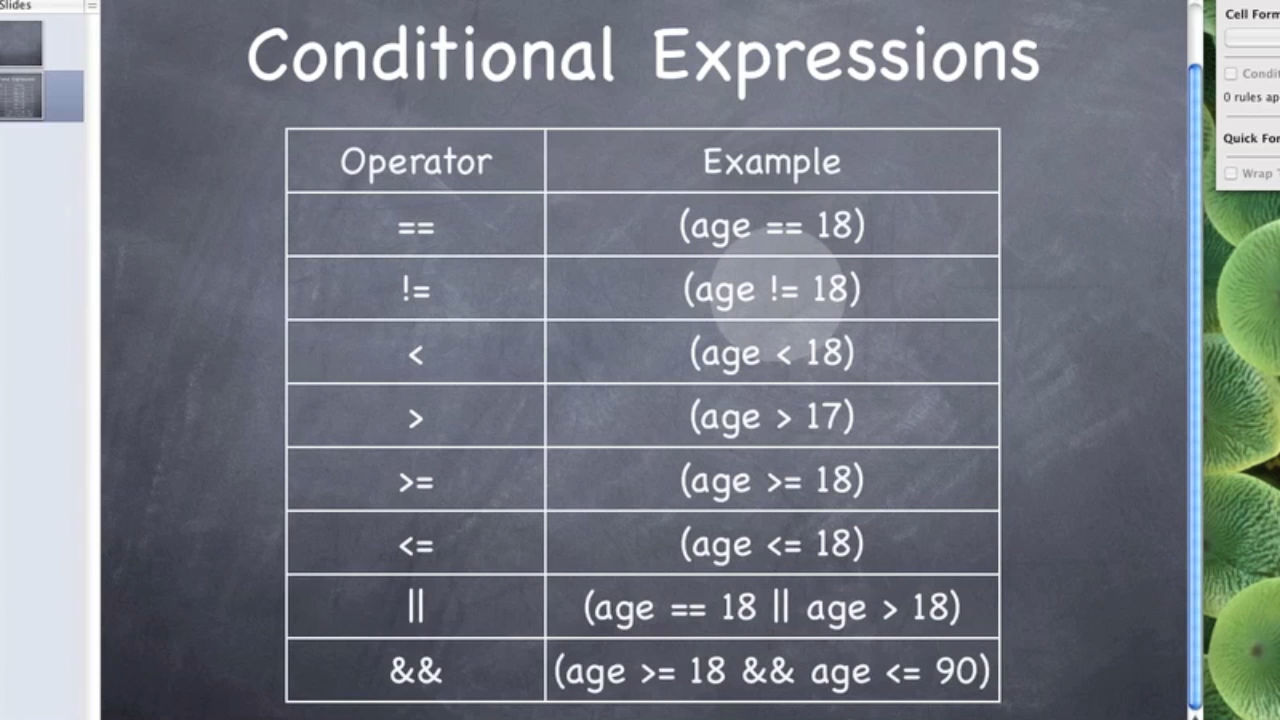 Slides
Conditional Expressions
Operator Example
== (age == 18)
!= (age != 18)
< (age < 18)
> (age > 17)
>= (age >= 18)
<= (age <= 18)
|| (age == 18 || age > 18)
&& (age >= 18 && age <= 90)
Cell Form
Condit
0 rules ap
Quick For
Wrap